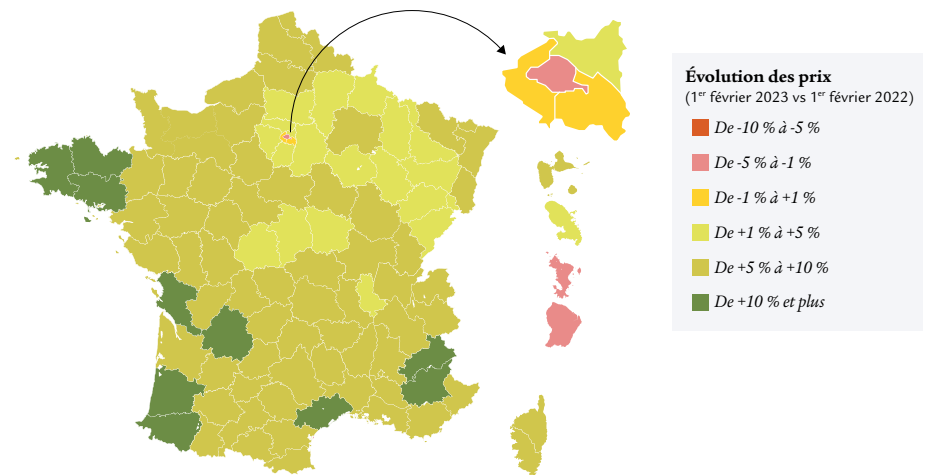 Évolution des prix
(1er février 2023 vs 1er février 2022)
De -10 % à -5 %
De -5 % à -1 %
De -1 % à +1 %
De +1 % à +5 %
De +5 % à +10 %
De +10 % et plus